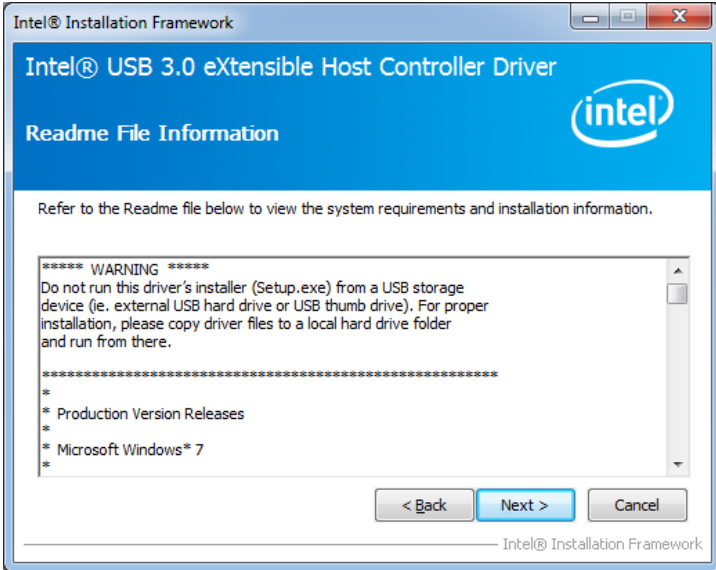 Intel® Installation Framework
Intel® USB 3.0 eXtensible Host Controller Driver
(intel)
Readme File Information
Refer to the Readme file below to view the system requirements and installation information.
***** WARNING *****
Do not run this driver's installer (Setup.exe) from a USB storage
device (ie. external USB hard drive or USB thumb drive). For proper
installation, please copy driver files to a local hard drive folder
and run from there.
*******************************************************
*
* Production Version Releases
*
* Microsoft Windows* 7
*
< Back
Next >
Cancel
Intel® Installation Framework